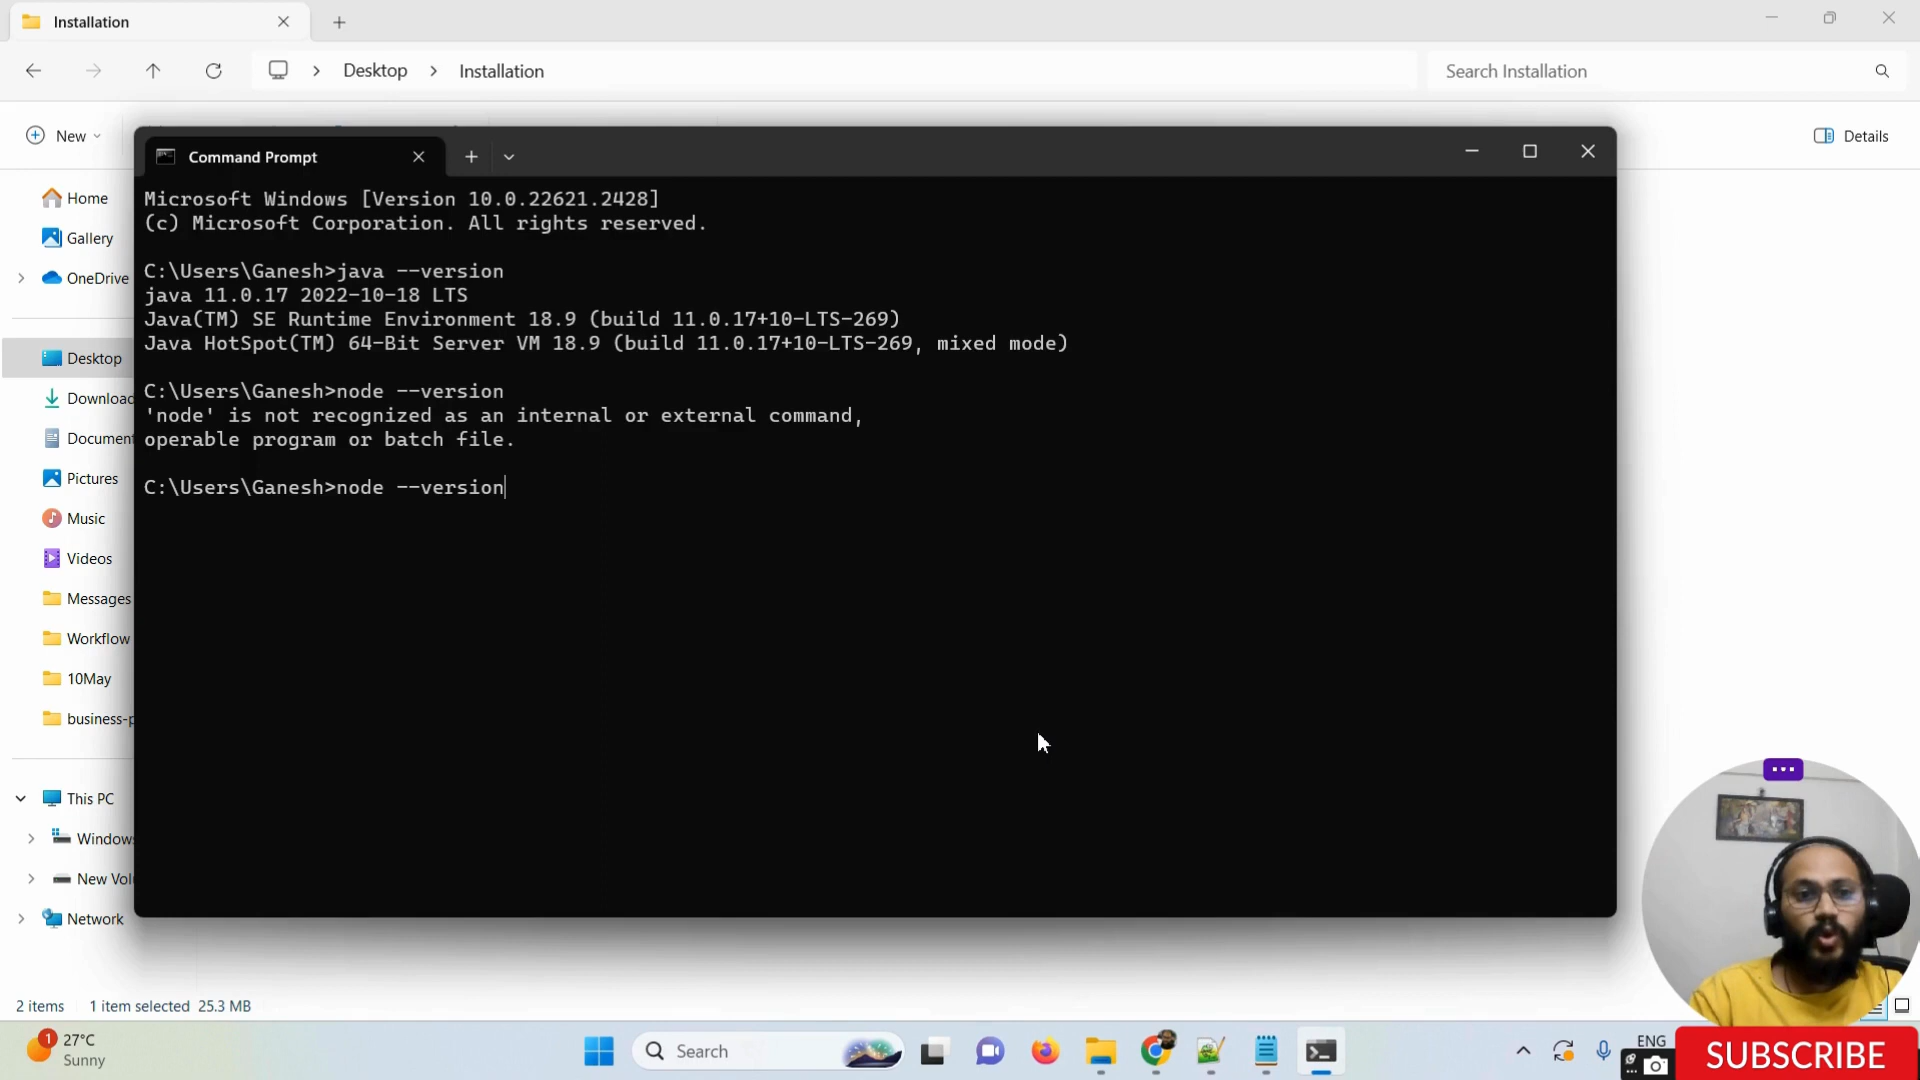 Installation
Desktop
Installation
Search Installation
New
Details
Command Prompt
Microsoft Windows [Version 10.0.22621.2428]
(c) Microsoft Corporation. All rights reserved.
C:\Users\Ganesh>java --version
java 11.0.17 2022-10-18 LTS
Java(TM) SE Runtime Environment 18.9 (build 11.0.17+10-LTS-269)
Java HotSpot(TM) 64-Bit Server VM 18.9 (build 11.0.17+10-LTS-269, mixed mode)
C:\Users\Ganesh>node --version
'node' is not recognized as an internal or external command,
operable program or batch file.
C:\Users\Ganesh>node --version
Home
Gallery
OneDrive
Desktop
Download
Document
Pictures
Music
Videos
Messages
Workflow
10May
business-p
This PC
Windows
New Vol
Network
2 items
1 item selected 25.3 MB
1
27°C
Sunny
Search
ENG
SUBSCRIBE